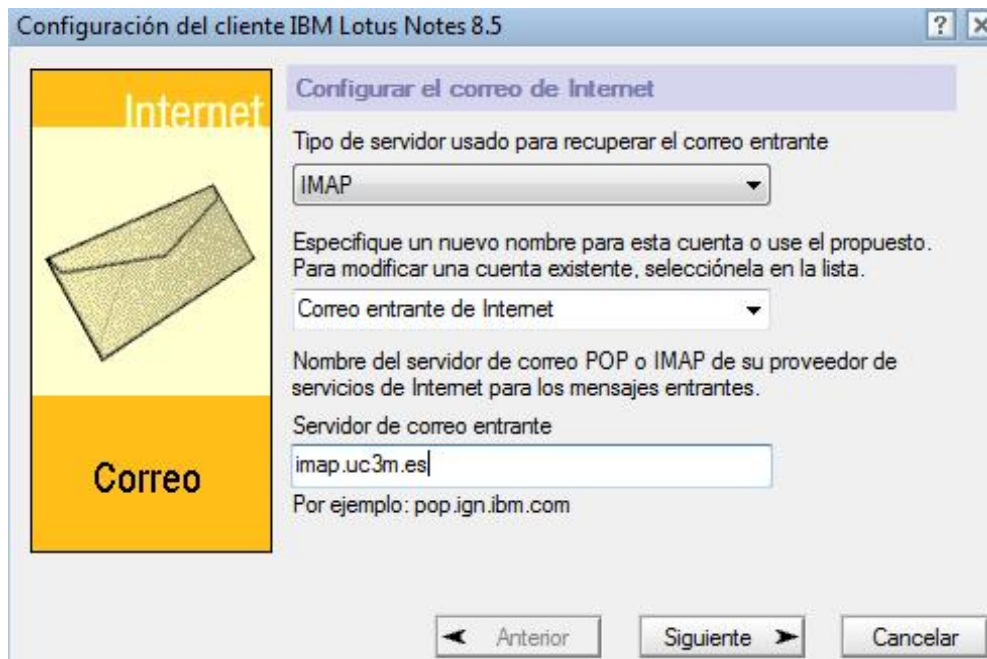 Configuración del cliente IBM Lotus Notes 8.5
Internet
Correo
Configurar el correo de Internet
Tipo de servidor usado para recuperar el correo entrante
IMAP
Especifique un nuevo nombre para esta cuenta o use el propuesto.
Para modificar una cuenta existente, selecciónela en la lista.
Correo entrante de Internet
Nombre del servidor de correo POP o IMAP de su proveedor de
servicios de Internet para los mensajes entrantes.
Servidor de correo entrante
imap.uc3m.es
Por ejemplo: pop.ign.ibm.com
Anterior
Siguiente
Cancelar